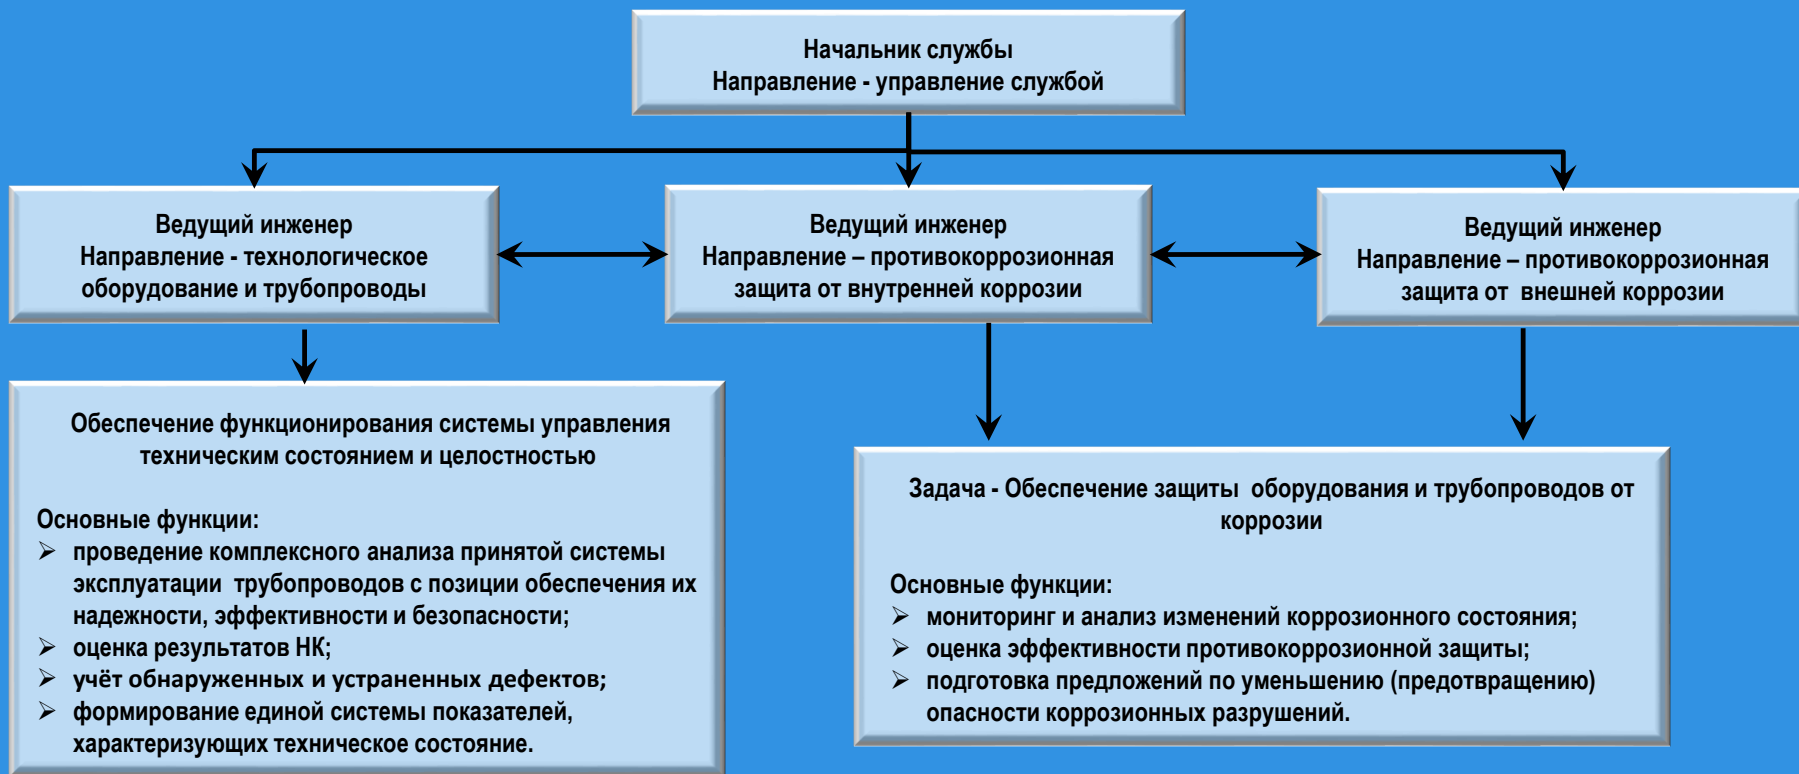 Начальник службы
Направление - управление службой
Ведущий инженер
Направление - технологическое
оборудование и трубопроводы
Ведущий инженер
Направление – противокоррозионная
защита от внутренней коррозии
Ведущий инженер
Направление – противокоррозионная
защита от  внешней коррозии
Обеспечение функционирования системы управления
техническим состоянием и целостностью
Основные функции:
➢ проведение комплексного анализа принятой системы
эксплуатации  трубопроводов с позиции обеспечения их
надежности, эффективности и безопасности;
➢ оценка результатов НК;
➢ учёт обнаруженных и устраненных дефектов;
➢ формирование единой системы показателей,
характеризующих техническое состояние.
Задача - Обеспечение защиты  оборудования и трубопроводов от
коррозии
Основные функции:
➢ мониторинг и анализ изменений коррозионного состояния;
➢ оценка эффективности противокоррозионной защиты;
➢ подготовка предложений по уменьшению (предотвращению)
опасности коррозионных разрушений.